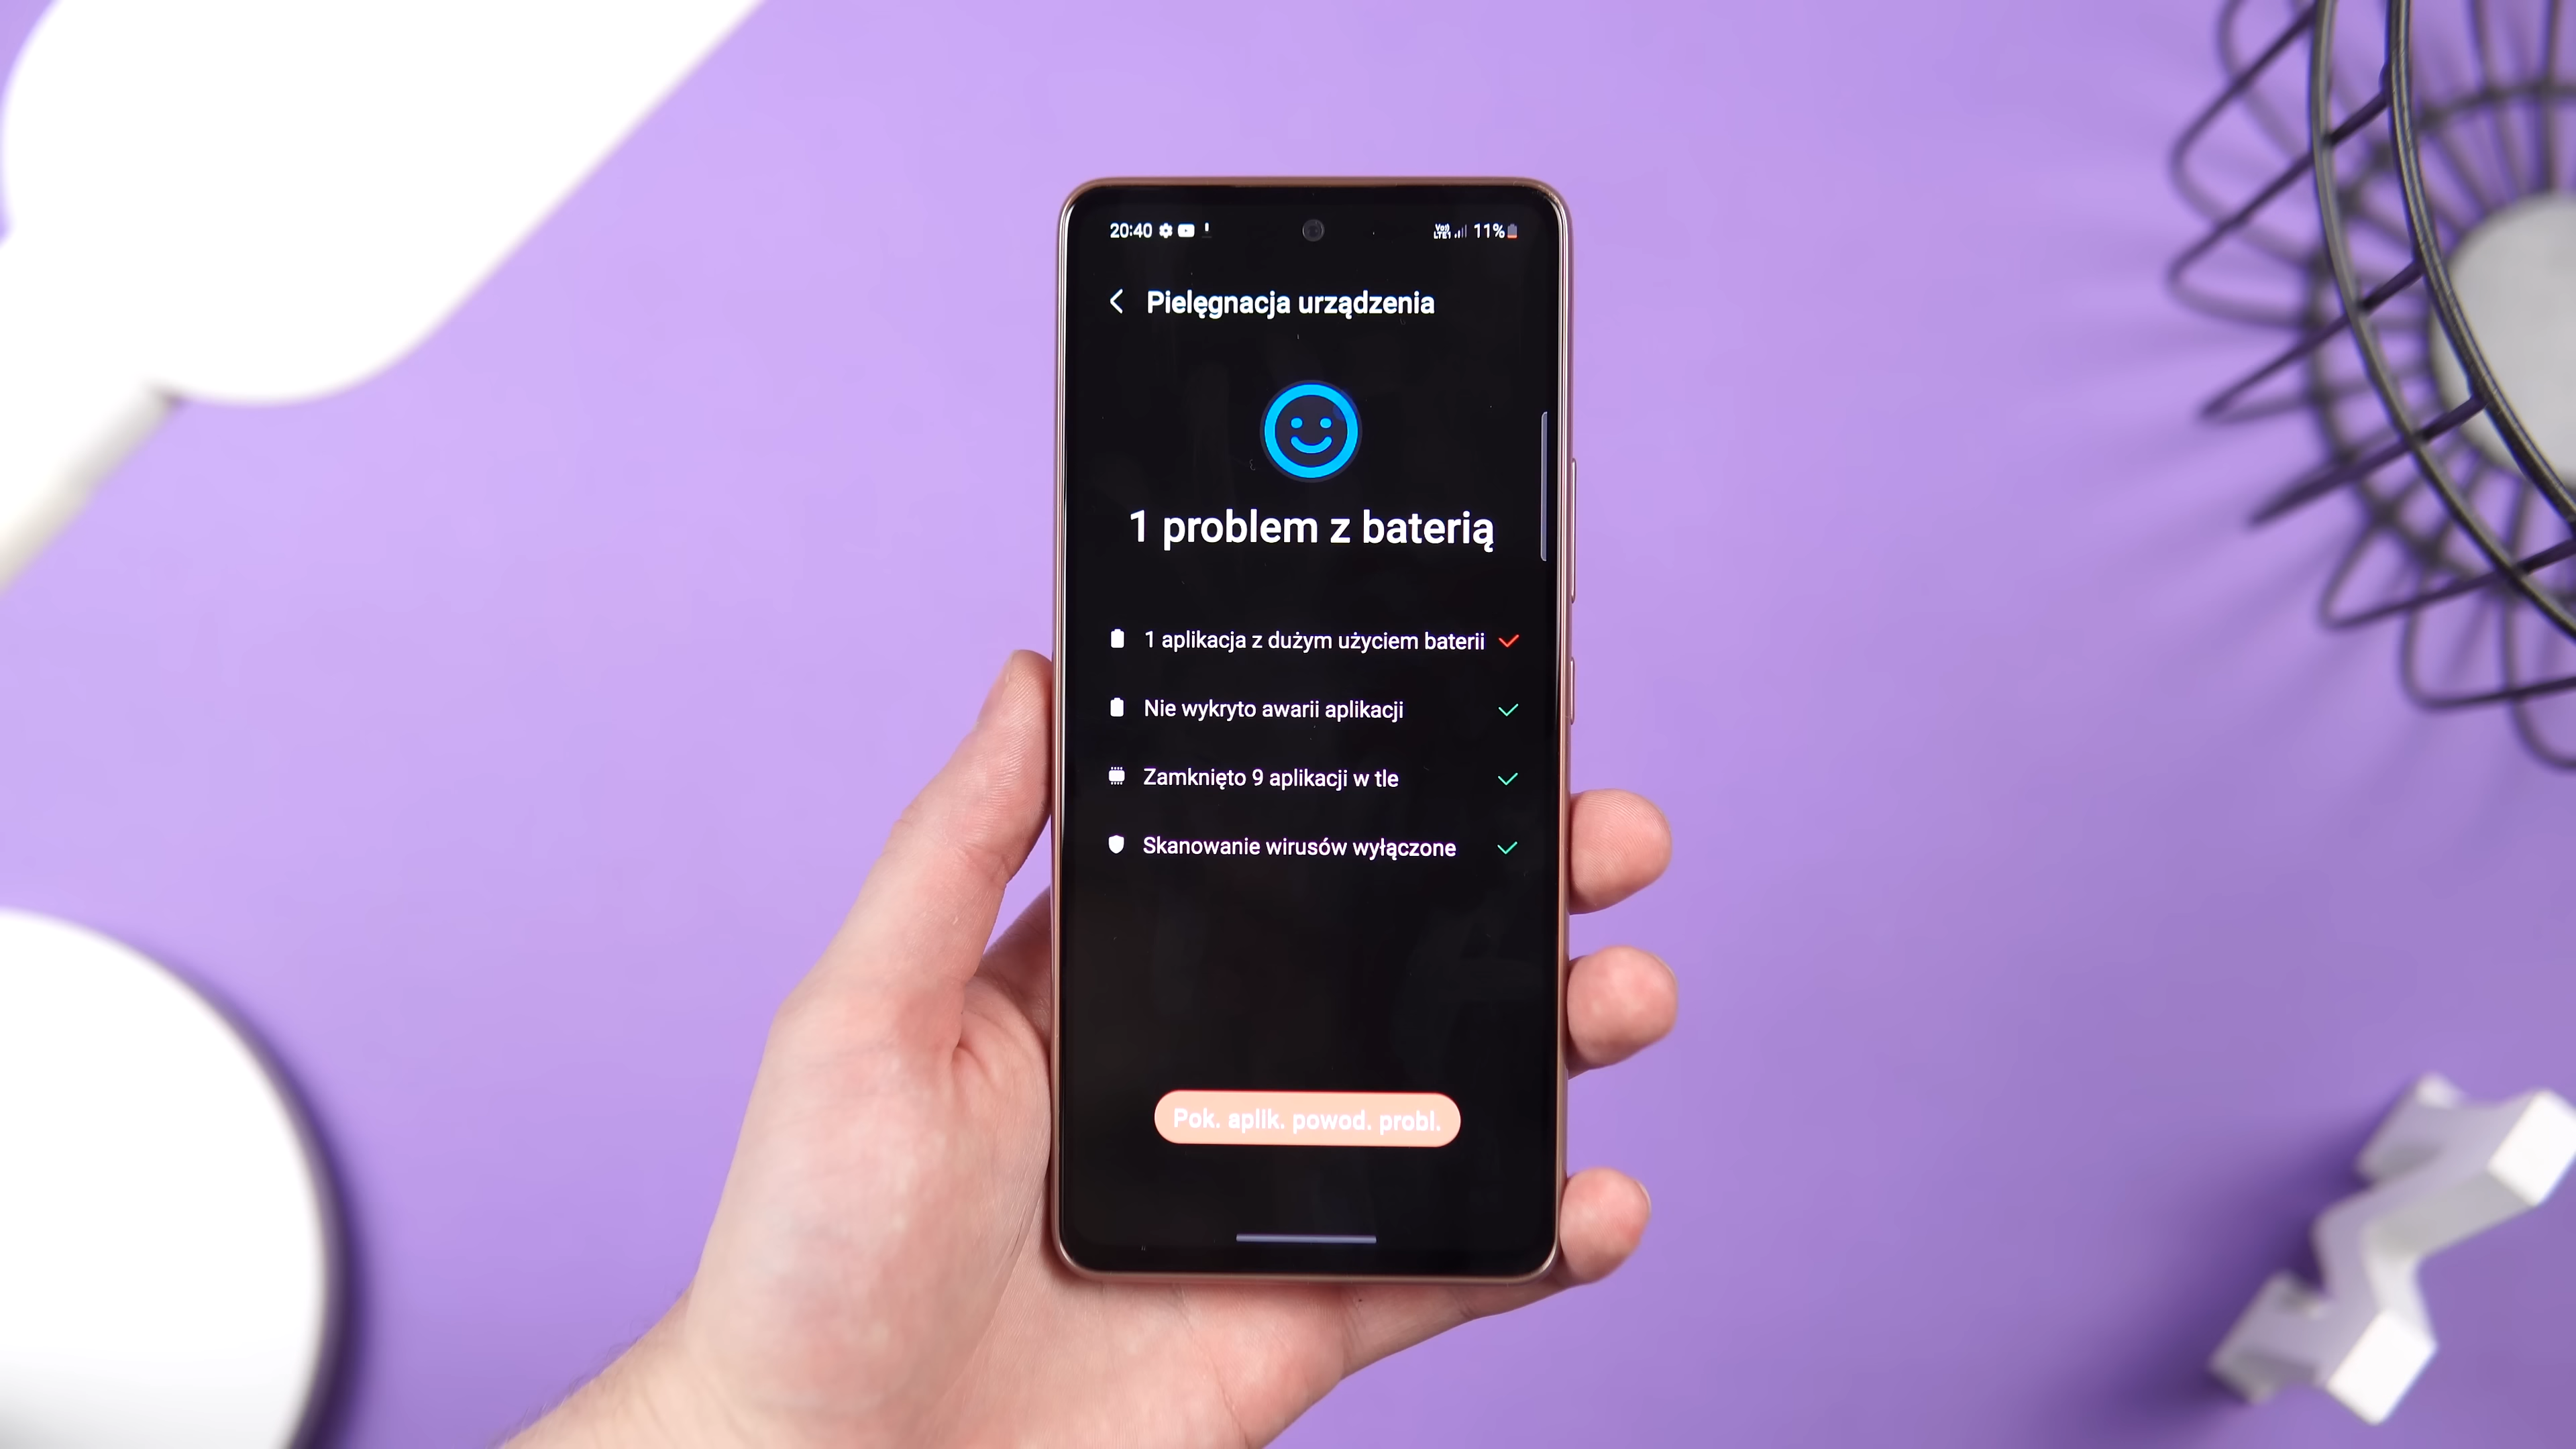 20:40 11%
Pielęgnacja urządzenia
1 problem z baterią
1 aplikacja z dużym użyciem baterii
Nie wykryto awarii aplikacji
Zamknięto 9 aplikacji w tle
Skanowanie wirusów wyłączone
Pok. aplik. powod. probl.